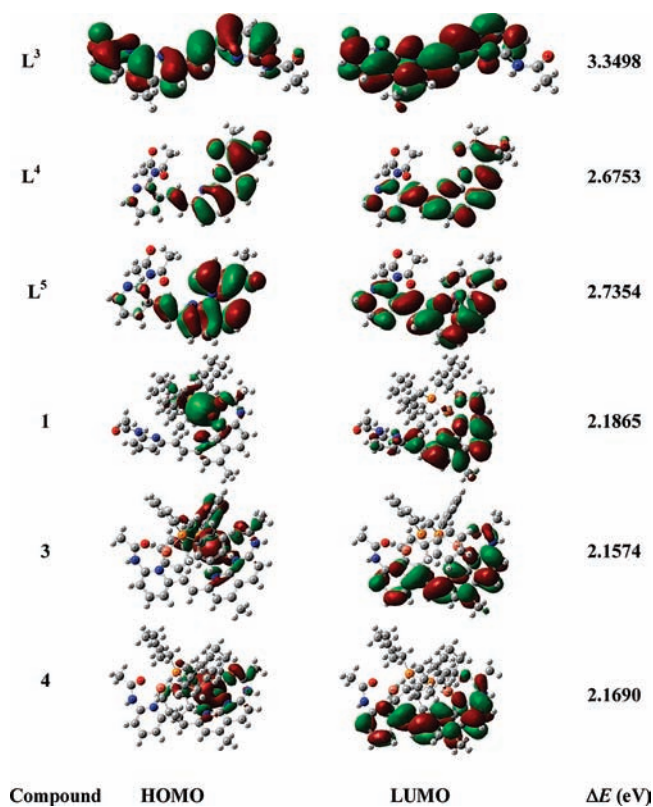 L³ 3.3498
L⁴ 2.6753
L⁵ 2.7354
1 2.1865
3 2.1574
4 2.1690
Compound HOMO LUMO ΔE (eV)